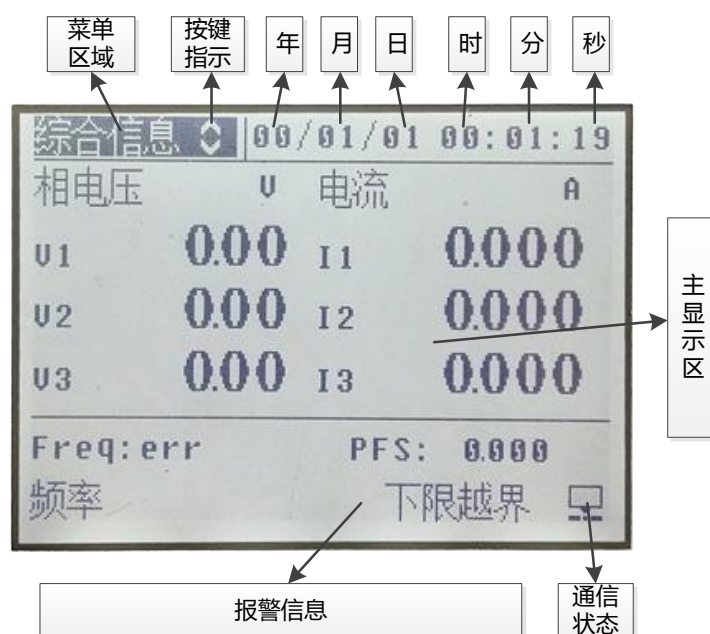 菜单
区域
按键
指示
年
月
日
时
分
秒
综合信息 00/01/01 00:01:19
相电压 V 电流 A
V1 0.00 I1 0.000
V2 0.00 I2 0.000
V3 0.00 I3 0.000
Freq:err PFS: 0.000
频率 下限越界
主
显
示
区
报警信息
通信
状态